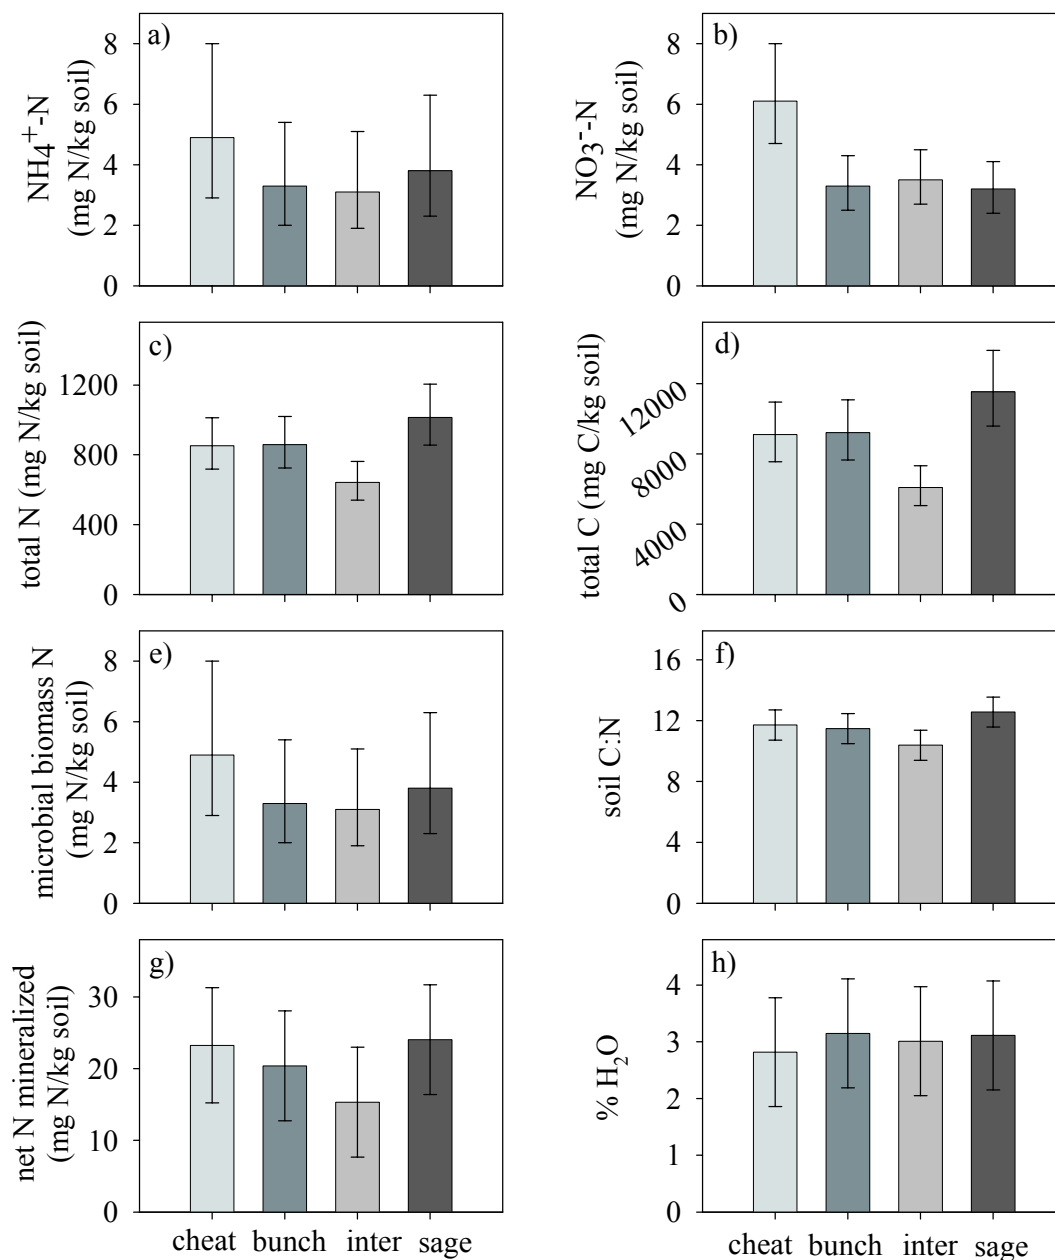 a)
NH4+-N
(mg N/kg soil)
8
6
4
2
0
b)
NO3--N
(mg N/kg soil)
8
6
4
2
0
c)
total N (mg N/kg soil)
1200
800
400
0
d)
total C (mg C/kg soil)
12000
8000
4000
0
e)
microbial biomass N
(mg N/kg soil)
8
6
4
2
0
f)
soil C:N
16
12
8
4
0
g)
net N mineralized
(mg N/kg soil)
30
20
10
0
cheat bunch inter sage
h)
% H2O
4
3
2
1
0
cheat bunch inter sage